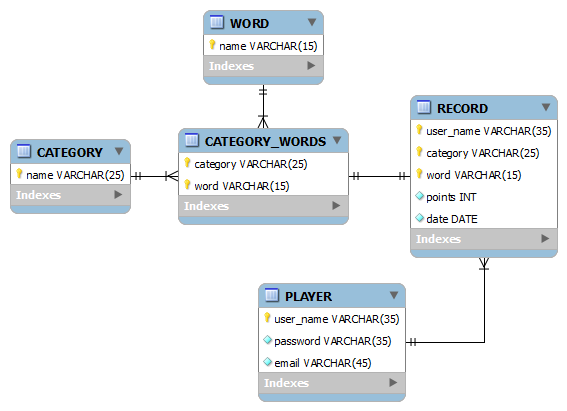 WORD
name VARCHAR(15)
Indexes
CATEGORY
name VARCHAR(25)
Indexes
CATEGORY_WORDS
category VARCHAR(25)
word VARCHAR(15)
Indexes
RECORD
user_name VARCHAR(35)
category VARCHAR(25)
word VARCHAR(15)
points INT
date DATE
Indexes
PLAYER
user_name VARCHAR(35)
password VARCHAR(35)
email VARCHAR(45)
Indexes